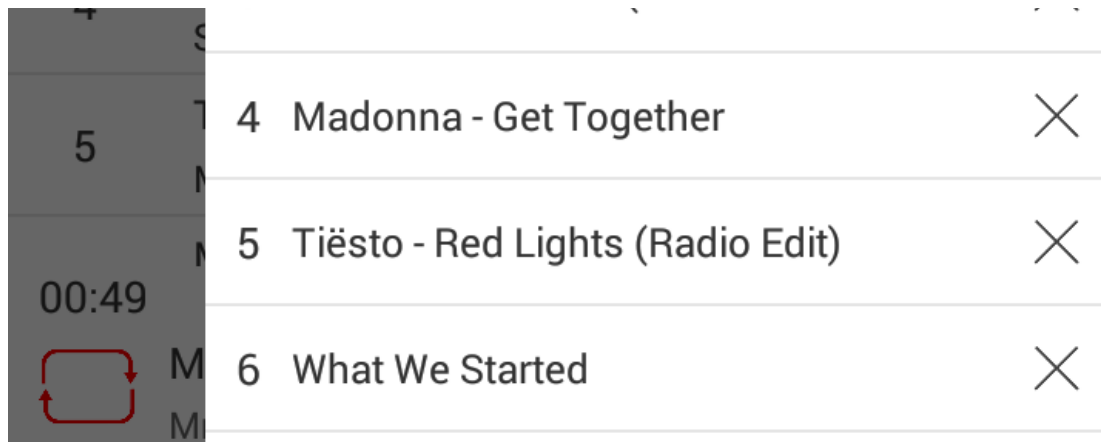 4 Madonna - Get Together
5
5 Tiësto - Red Lights (Radio Edit)
00:49
6 What We Started